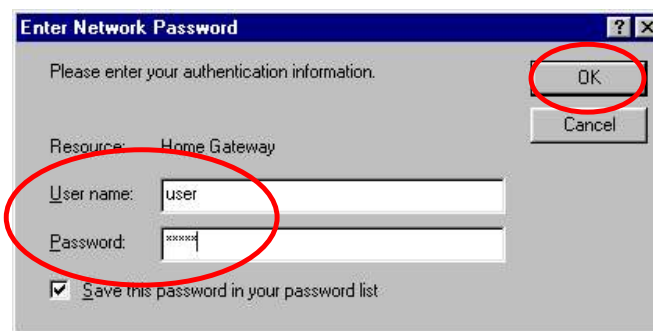 Enter Network Password
? X
Please enter your authentication information.
OK
Cancel
Resource: Home Gateway
User name: user
Password: *****
Save this password in your password list